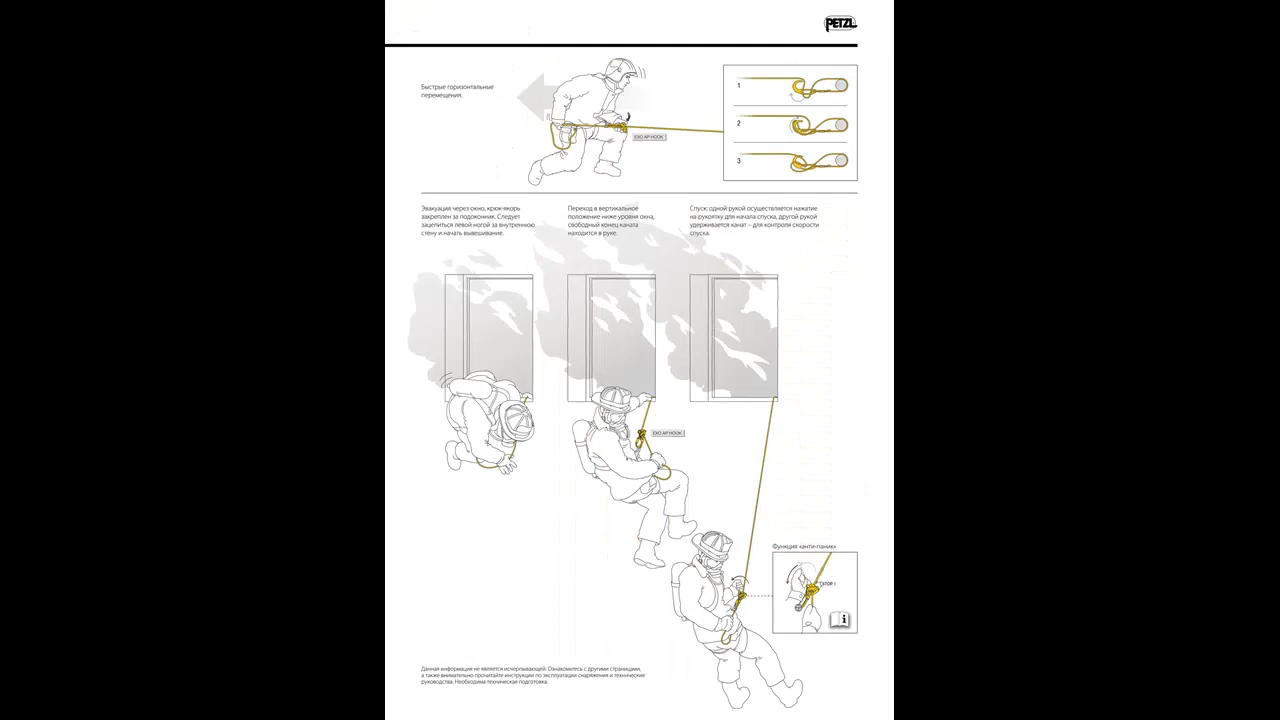 PETZL
Быстрые горизонтальные
перемещения.
EXO AP HOOK
1
2
3
Эвакуация через окно, крюк-якорь
закреплен за подоконник. Следует
зацепиться левой ногой за внутреннюю
стену и начать вывешивание.
Переход в вертикальное
положение ниже уровня окна,
свободный конец каната
находится в руке.
Спуск: одной рукой осуществляется нажатие
на рукоятку для начала спуска, другой рукой
удерживается канат – для контроля скорости
спуска.
EXO AP HOOK
Функция «анти-паник»
STOP !
i
Данная информация не является исчерпывающей. Ознакомьтесь с другими страницами,
а также внимательно прочитайте инструкции по эксплуатации снаряжения и технические
руководства. Необходима техническая подготовка.